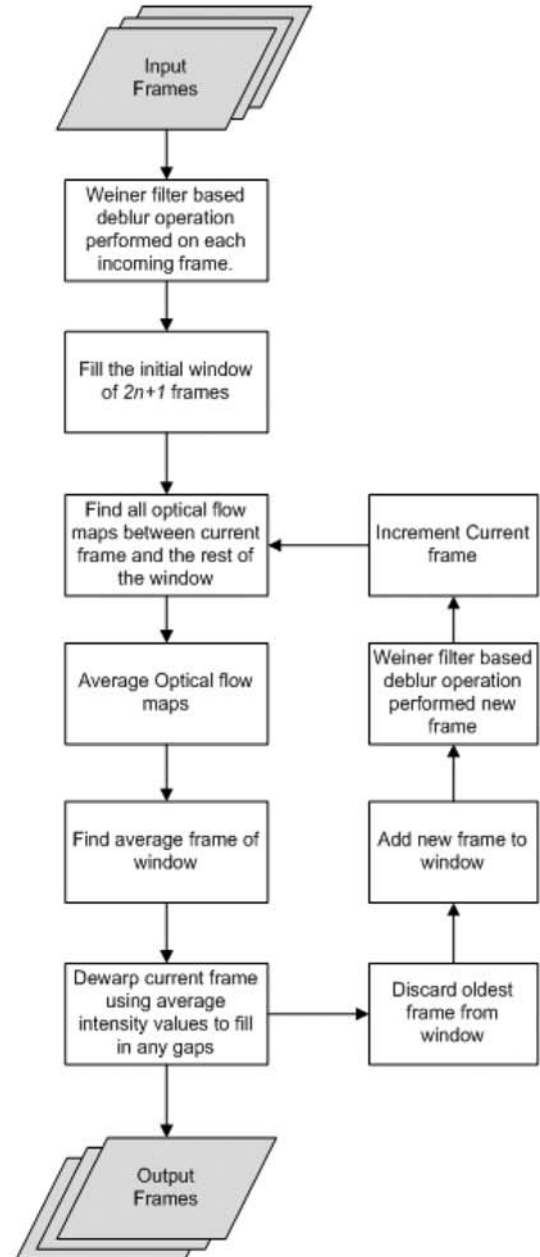 Input
Frames
Weiner filter based
deblur operation
performed on each
incoming frame.
Fill the initial window
of 2n+1 frames
Find all optical flow
maps between current
frame and the rest of
the window
Average Optical flow
maps
Find average frame of
window
Dewarp current frame
using average
intensity values to fill
in any gaps
Discard oldest
frame from
window
Add new frame to
window
Weiner filter based
deblur operation
performed new
frame
Increment Current
frame
Output
Frames